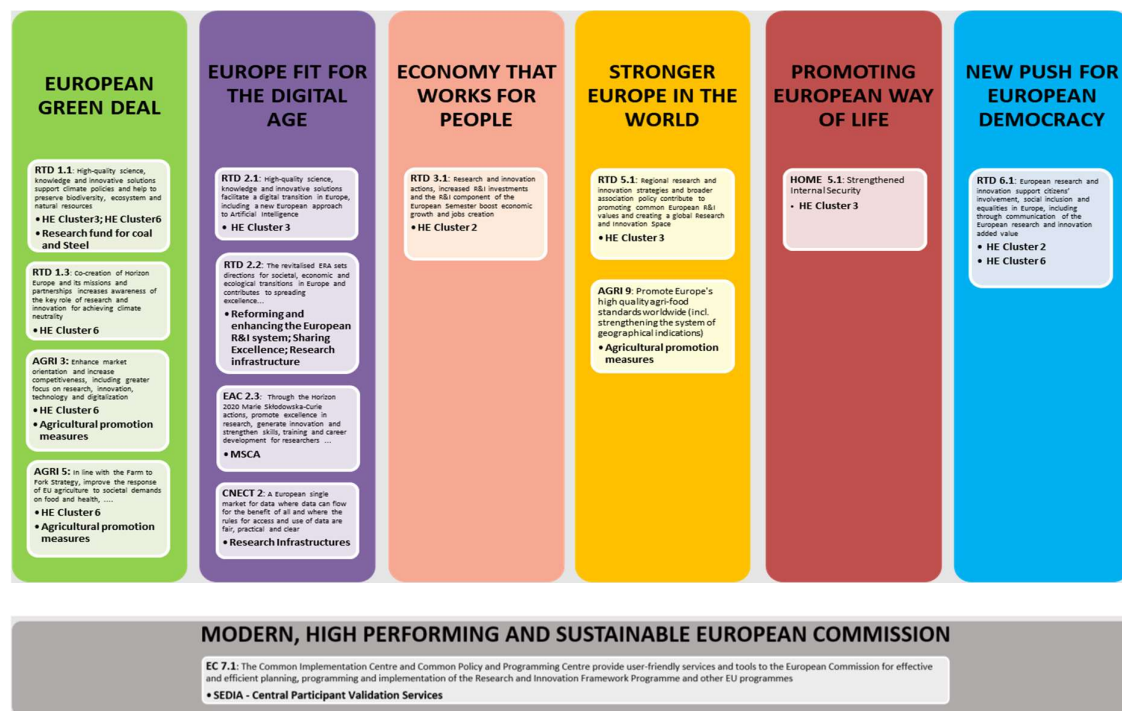 EUROPEAN
GREEN DEAL
RTD 1.1: High-quality science,
knowledge and innovative solutions
support climate policies and help to
preserve biodiversity, ecosystem and
natural resources
• HE Cluster3; HE Cluster6
• Research fund for coal
and Steel
RTD 1.3: Co-creation of Horizon
Europe and its missions and
partnerships increases awareness of
the key role of research and
innovation for achieving climate
neutrality
• HE Cluster 6
AGRI 3: Enhance market
orientation and increase
competitiveness, including greater
focus on research, innovation,
technology and digitalization
• HE Cluster 6
• Agricultural promotion
measures
AGRI 5: In line with the Farm to
Fork Strategy, improve the response
of EU agriculture to societal demands
on food and health, ....
• HE Cluster 6
• Agricultural promotion
measures
EUROPE FIT FOR
THE DIGITAL
AGE
RTD 2.1: High-quality science,
knowledge and innovative solutions
facilitate a digital transition in Europe,
including a new European approach
to Artificial Intelligence
• HE Cluster 3
RTD 2.2: The revitalised ERA sets
directions for societal, economic and
ecological transitions in Europe and
contributes to spreading
excellence...
• Reforming and
enhancing the European
R&I system; Sharing
Excellence; Research
infrastructure
EAC 2.3: Through the Horizon
2020 Marie Skłodowska-Curie
actions, promote excellence in
research, generate innovation and
strengthen skills, training and career
development for researchers ...
• MSCA
CNECT 2: A European single
market for data where data can flow
for the benefit of all and where the
rules for access and use of data are
fair, practical and clear
• Research Infrastructures
ECONOMY THAT
WORKS FOR
PEOPLE
RTD 3.1: Research and innovation
actions, increased R&I investments
and the R&I component of the
European Semester boost economic
growth and jobs creation
• HE Cluster 2
STRONGER
EUROPE IN THE
WORLD
RTD 5.1: Regional research and
innovation strategies and broader
association policy contribute to
promoting common European R&I
values and creating a global Research
and Innovation Space
• HE Cluster 3
AGRI 9: Promote Europe's
high quality agri-food
standards worldwide (incl.
strengthening the system of
geographical indications)
• Agricultural promotion
measures
PROMOTING
EUROPEAN WAY
OF LIFE
HOME 5.1: Strengthened
Internal Security
• HE Cluster 3
NEW PUSH FOR
EUROPEAN
DEMOCRACY
RTD 6.1: European research and
innovation support citizens'
involvement, social inclusion and
equalities in Europe, including
through communication of the
European research and innovation
added value
• HE Cluster 2
• HE Cluster 6
MODERN, HIGH PERFORMING AND SUSTAINABLE EUROPEAN COMMISSION
EC 7.1: The Common Implementation Centre and Common Policy and Programming Centre provide user-friendly services and tools to the European Commission for effective
and efficient planning, programming and implementation of the Research and Innovation Framework Programme and other EU programmes
• SEDIA - Central Participant Validation Services